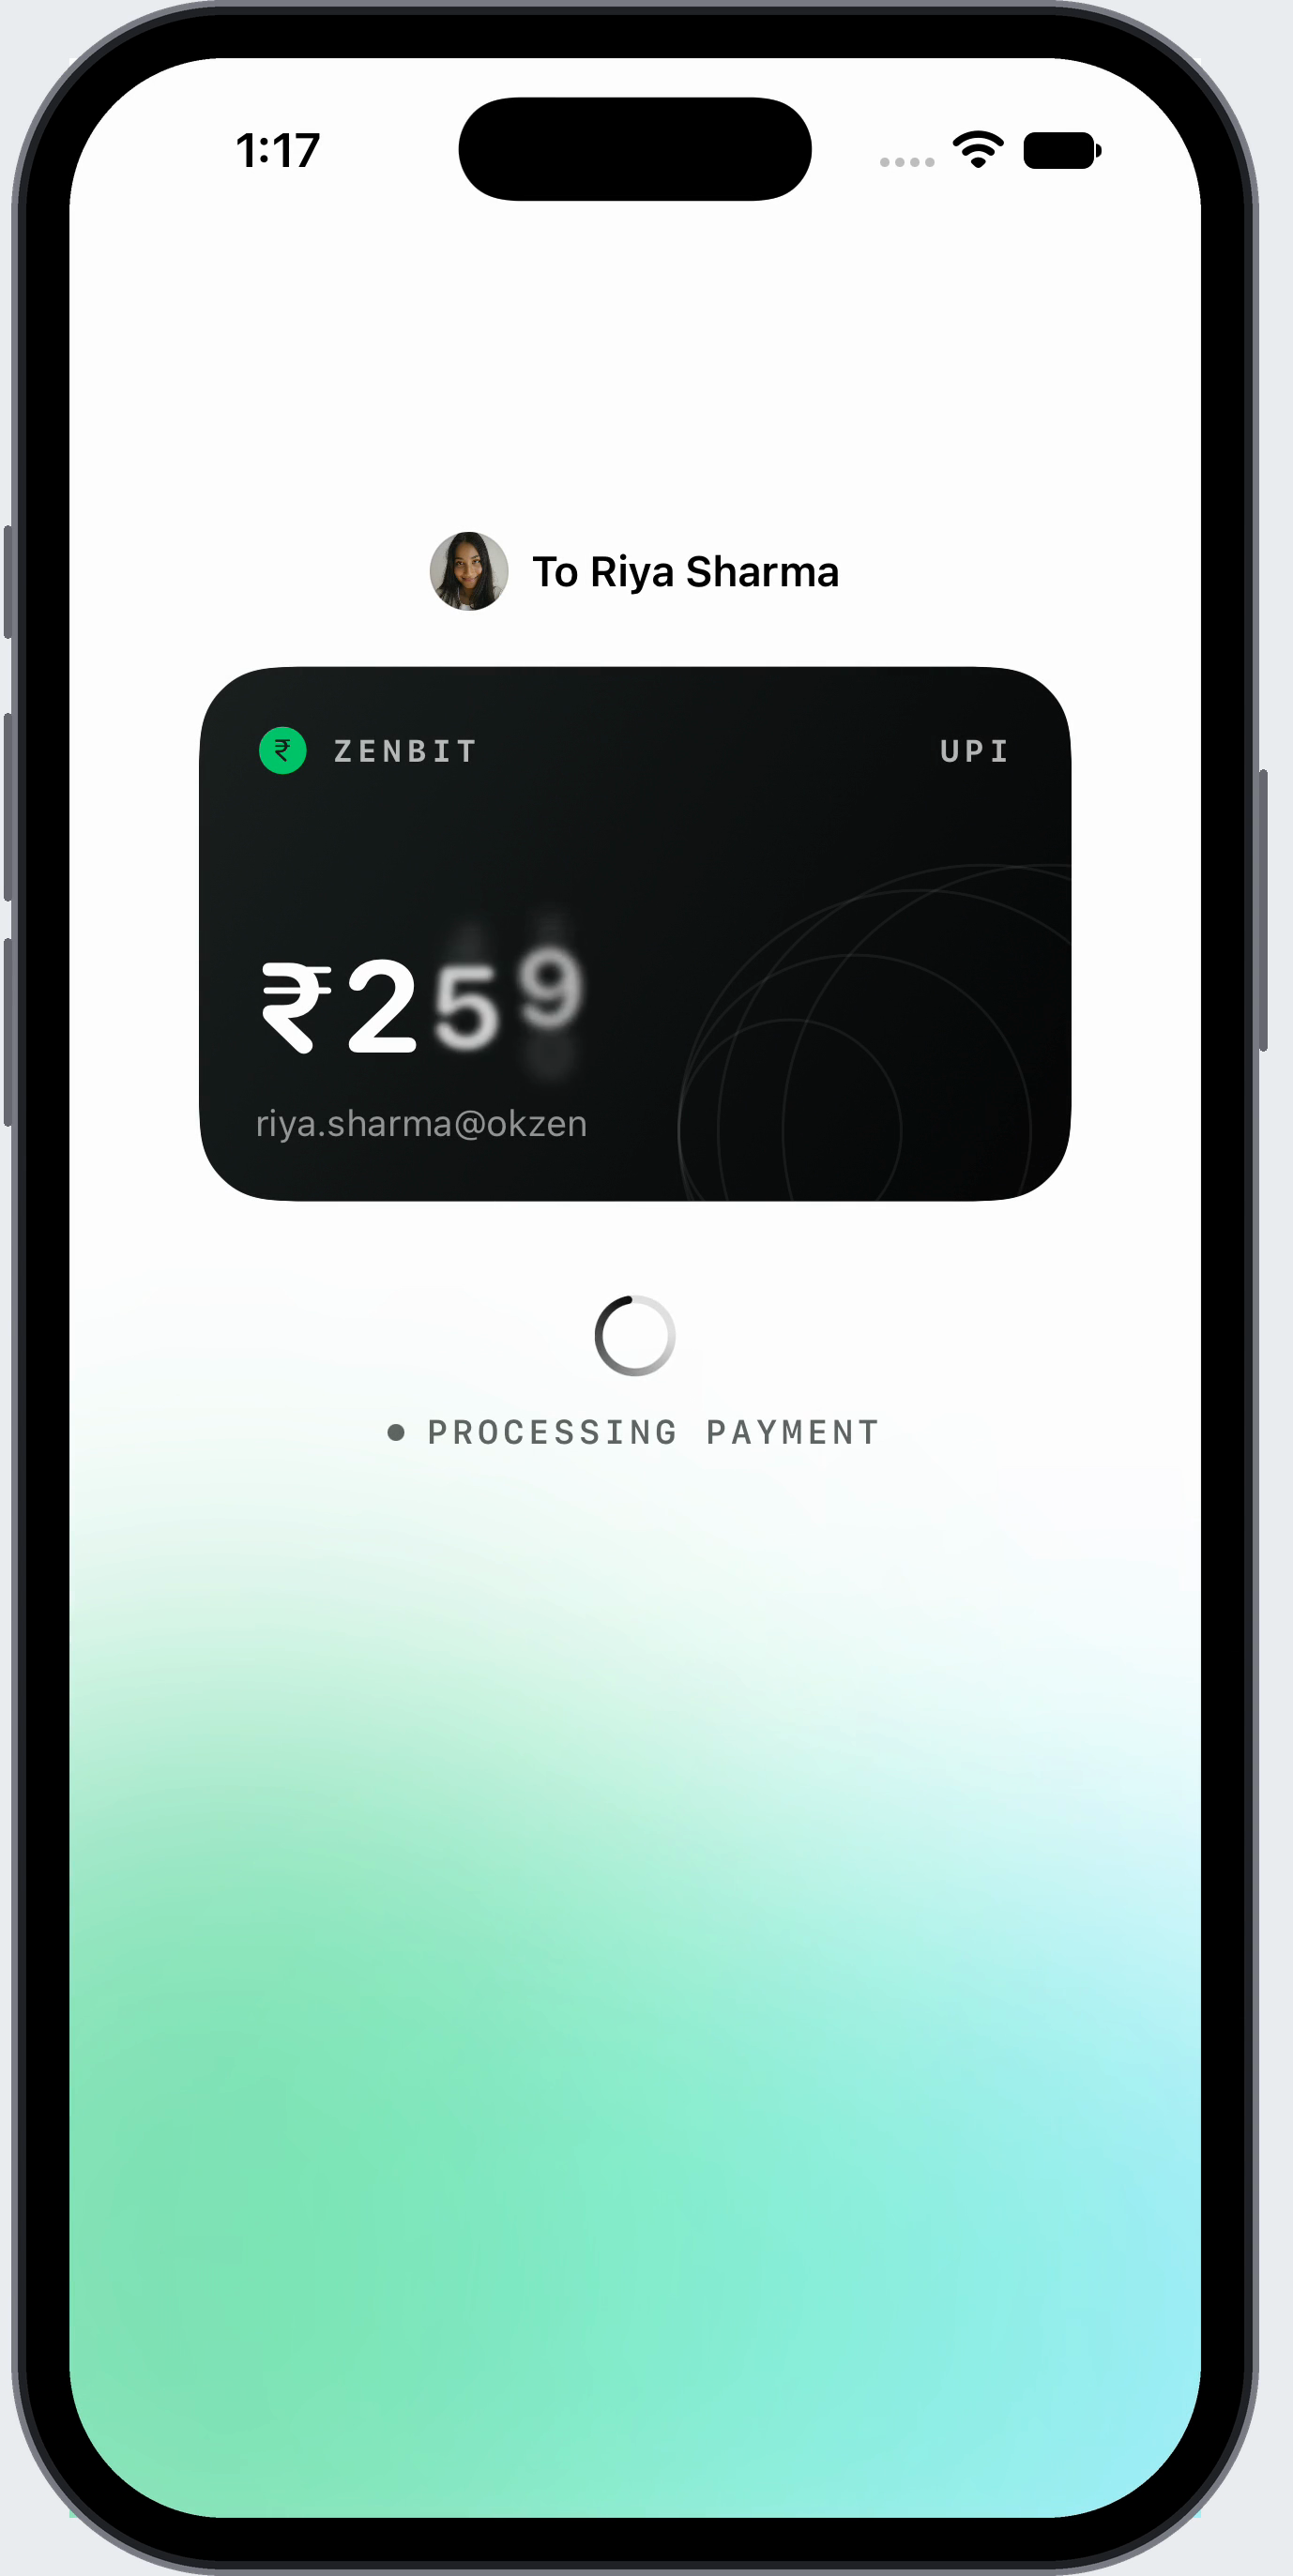 1:17
To Riya Sharma
₹ ZENBIT
UPI
₹259
riya.sharma@okzen
PROCESSING PAYMENT